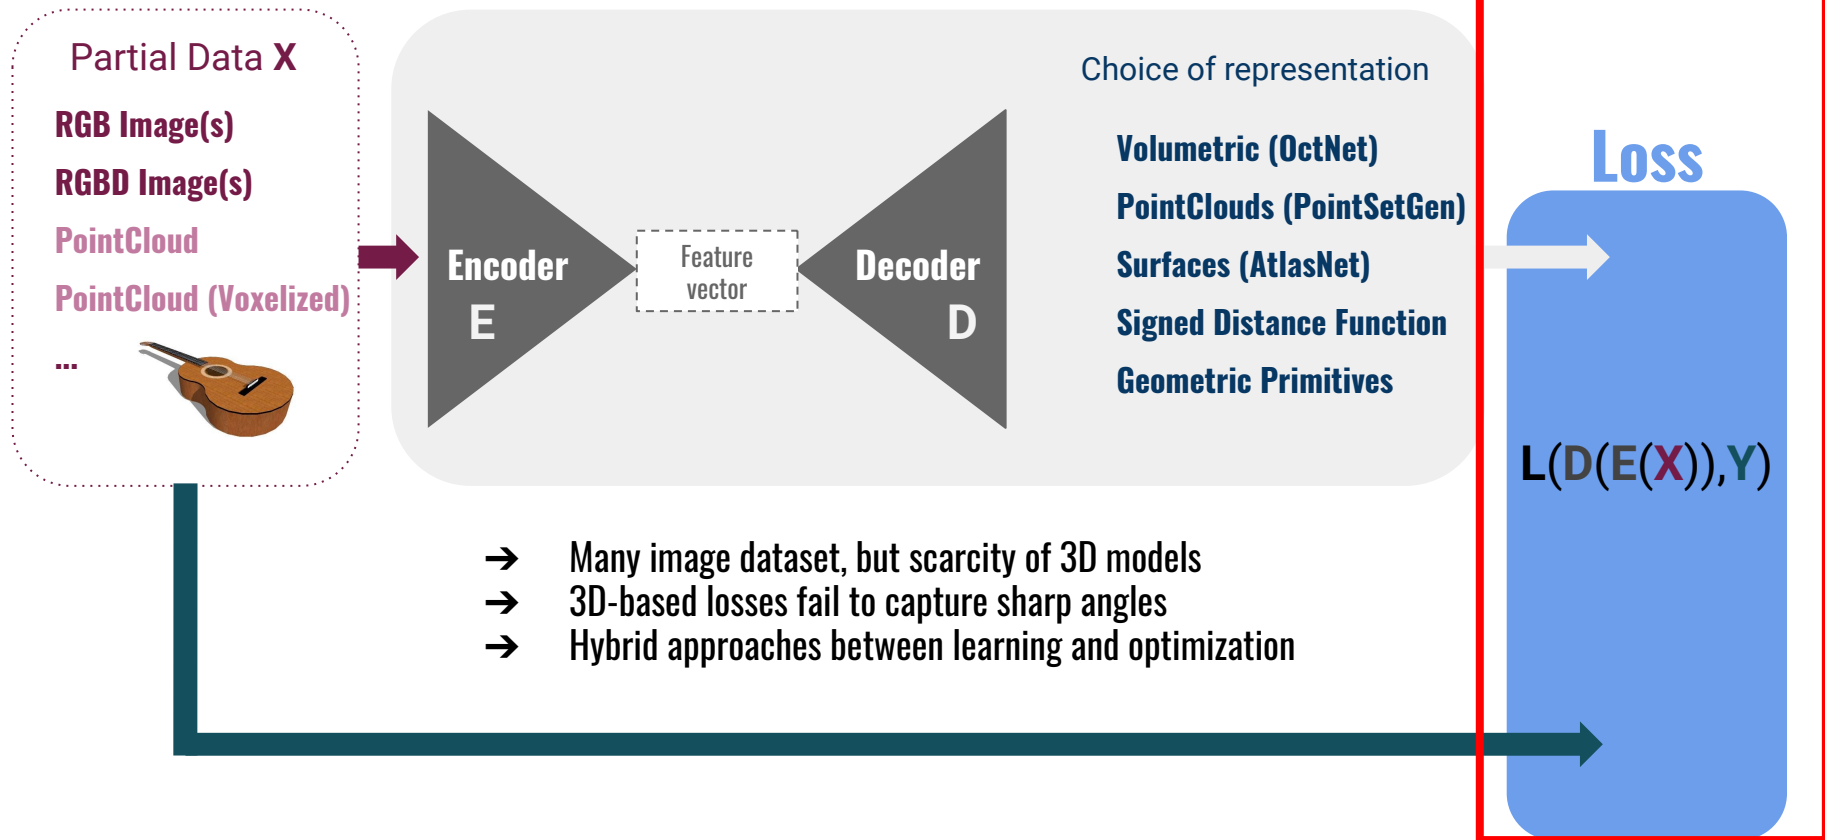 Partial Data X
RGB Image(s)
RGBD Image(s)
PointCloud
PointCloud (Voxelized)
...
Encoder
E
Feature
vector
Decoder
D
Choice of representation
Volumetric (OctNet)
PointClouds (PointSetGen)
Surfaces (AtlasNet)
Signed Distance Function
Geometric Primitives
Loss
L(D(E(X)),Y)
➔ Many image dataset, but scarcity of 3D models
➔ 3D-based losses fail to capture sharp angles
➔ Hybrid approaches between learning and optimization